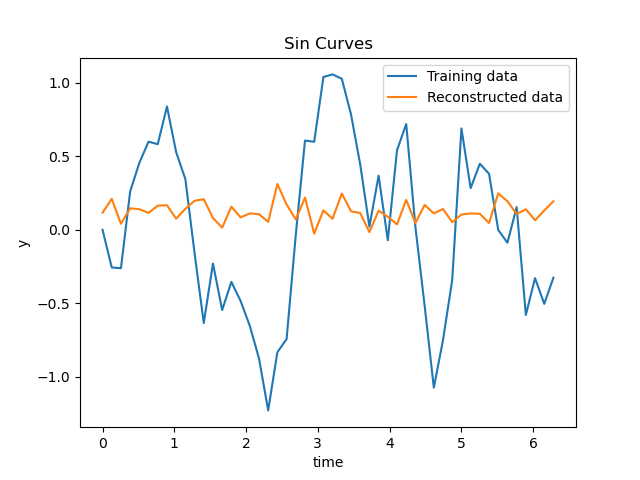 Sin Curves
Training data
Reconstructed data
1.0
0.5
0.0
−0.5
−1.0
y
0 1 2 3 4 5 6
time